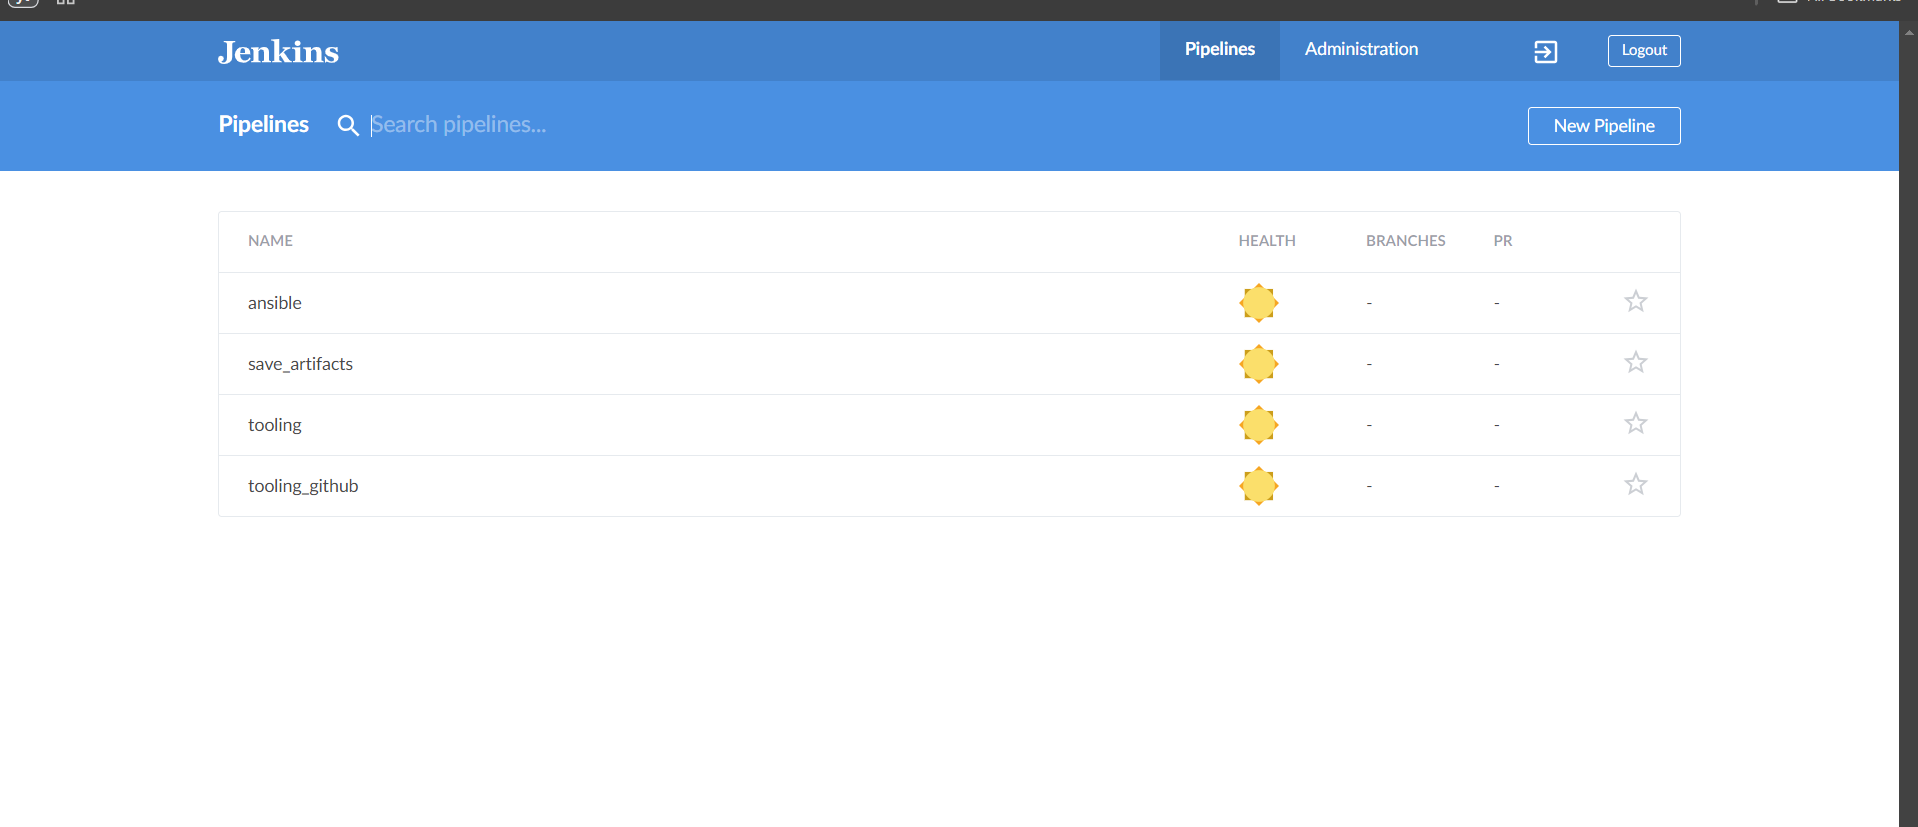 Jenkins
Pipelines
Administration
Logout
Pipelines
Search pipelines...
New Pipeline
NAME HEALTH BRANCHES PR
ansible - -
save_artifacts - -
tooling - -
tooling_github - -